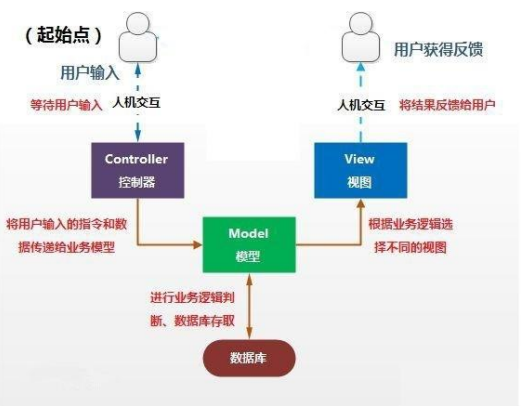 （起始点）
用户输入
用户获得反馈
等待用户输入
人机交互
人机交互
将结果反馈给用户
Controller
控制器
View
视图
将用户输入的指令和数
据传递给业务模型
Model
模型
根据业务逻辑选
择不同的视图
进行业务逻辑判
断、数据库存取
数据库